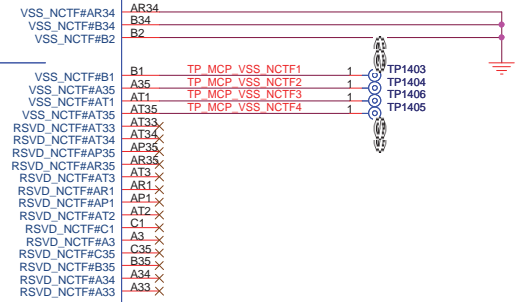 VSS_NCTF#AR34 AR34
VSS_NCTF#B34 B34
VSS_NCTF#B2 B2
VSS_NCTF#B1 B1 TP_MCP_VSS_NCTF1 1 TP1403
VSS_NCTF#A35 A35 TP_MCP_VSS_NCTF2 1 TP1404
VSS_NCTF#AT1 AT1 TP_MCP_VSS_NCTF3 1 TP1406
VSS_NCTF#AT35 AT35 TP_MCP_VSS_NCTF4 1 TP1405
RSVD_NCTF#AT33 AT33
RSVD_NCTF#AT34 AT34
RSVD_NCTF#AP35 AP35
RSVD_NCTF#AR35 AR35
RSVD_NCTF#AT3 AT3
RSVD_NCTF#AR1 AR1
RSVD_NCTF#AP1 AP1
RSVD_NCTF#AT2 AT2
RSVD_NCTF#C1 C1
RSVD_NCTF#A3 A3
RSVD_NCTF#C35 C35
RSVD_NCTF#B35 B35
RSVD_NCTF#A34 A34
RSVD_NCTF#A33 A33